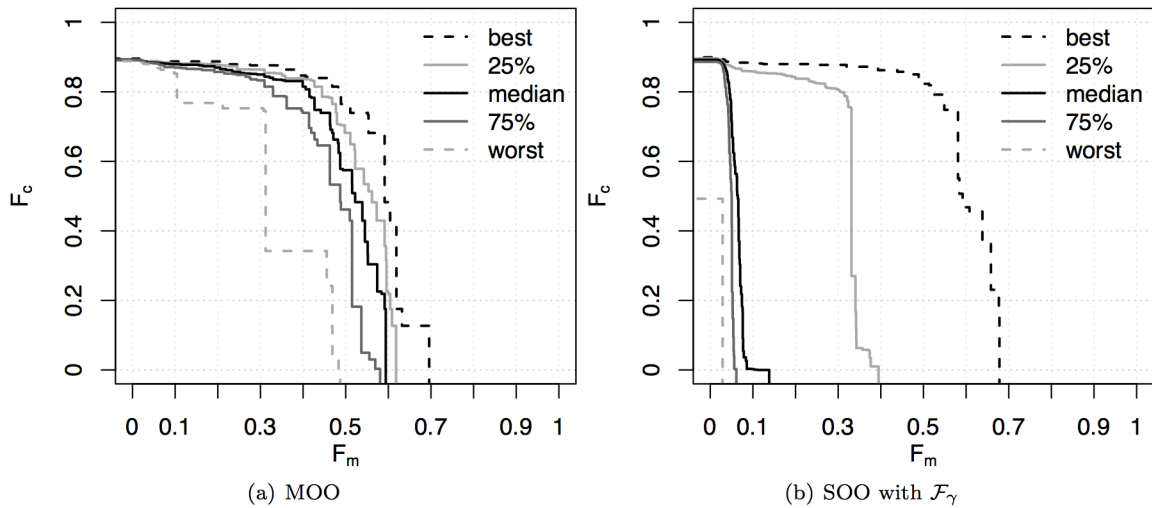 F_c
0 0.2 0.4 0.6 0.8 1
best
25%
median
75%
worst
0 0.1 0.3 0.5 0.7 0.9 1
F_m
(a) MOO
F_c
0 0.2 0.4 0.6 0.8 1
best
25%
median
75%
worst
0 0.1 0.3 0.5 0.7 0.9 1
F_m
(b) SOO with 𝓕_γ